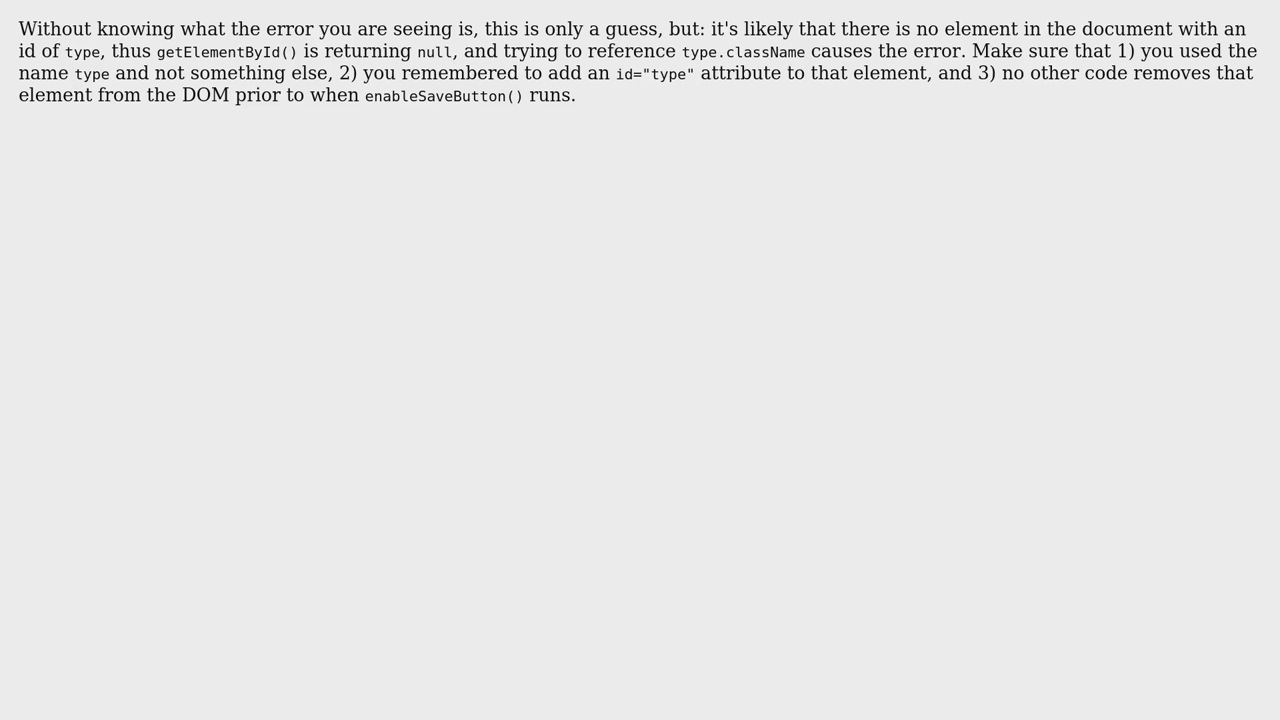 Without knowing what the error you are seeing is, this is only a guess, but: it's likely that there is no element in the document with an
id of type, thus getElementById() is returning null, and trying to reference type.className causes the error. Make sure that 1) you used the
name type and not something else, 2) you remembered to add an id="type" attribute to that element, and 3) no other code removes that
element from the DOM prior to when enableSaveButton() runs.